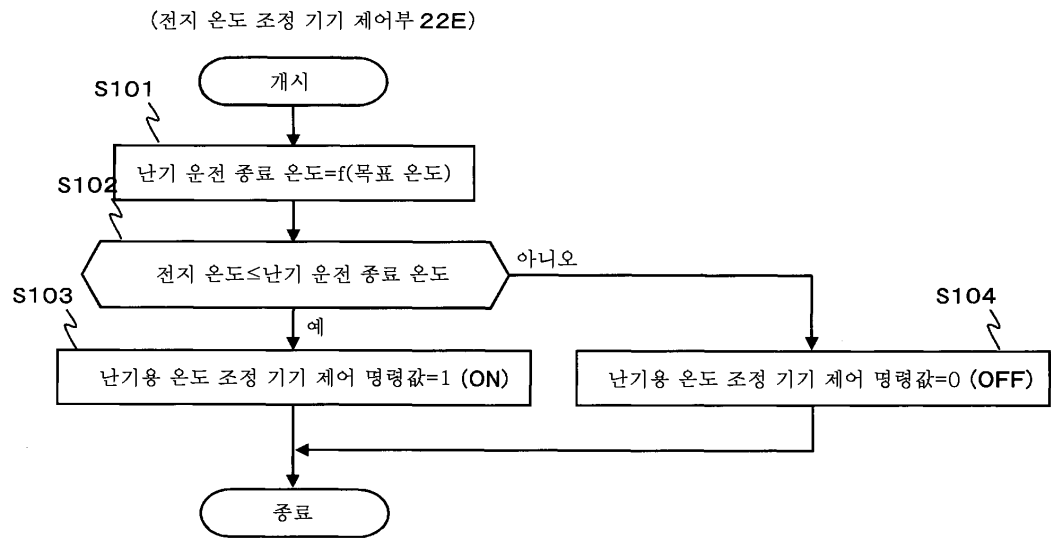 (전지 온도 조정 기기 제어부 22E)
개시
S101
난기 운전 종료 온도=f(목표 온도)
S102
전지 온도≤난기 운전 종료 온도
아니오
S103
예
S104
난기용 온도 조정 기기 제어 명령값=1 (ON)
난기용 온도 조정 기기 제어 명령값=0 (OFF)
종료